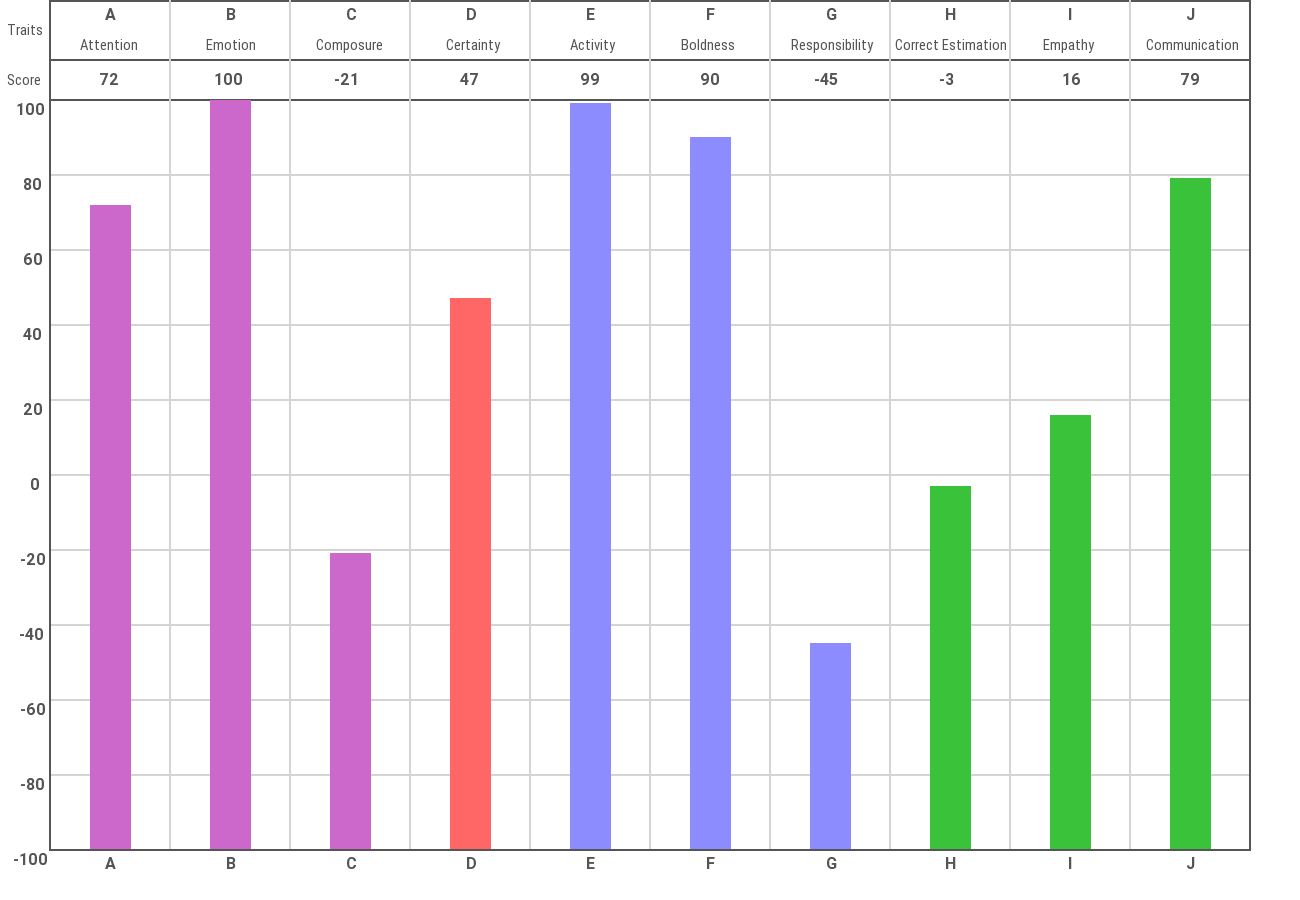 Traits A B C D E F G H I J
Attention Emotion Composure Certainty Activity Boldness Responsibility Correct Estimation Empathy Communication
Score 72 100 -21 47 99 90 -45 -3 16 79
100
80
60
40
20
0
-20
-40
-60
-80
-100
A B C D E F G H I J